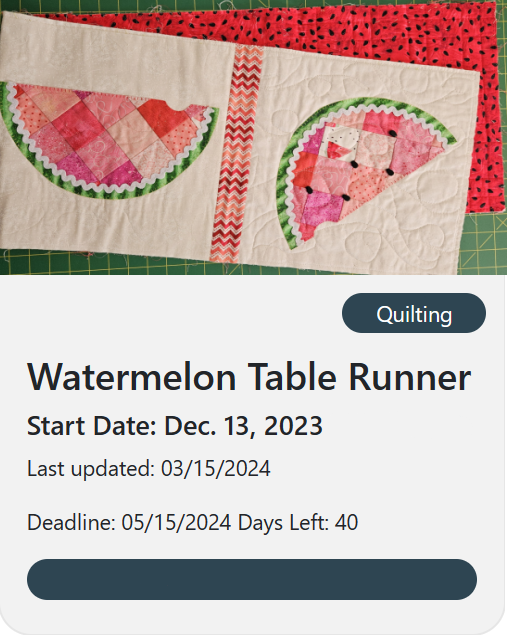 Quilting
Watermelon Table Runner
Start Date: Dec. 13, 2023
Last updated: 03/15/2024
Deadline: 05/15/2024 Days Left: 40